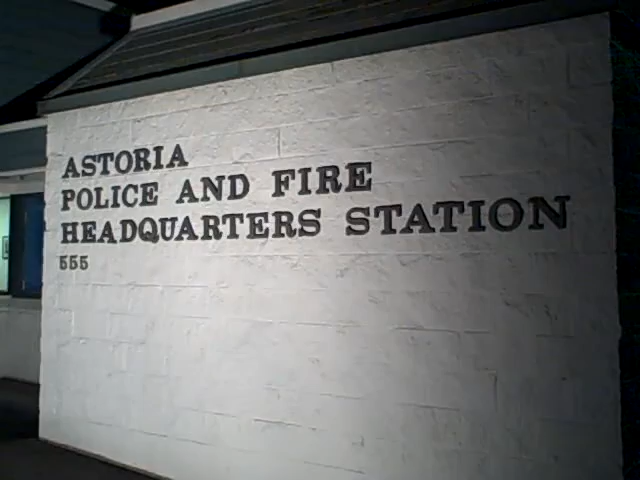 ASTORIA
POLICE AND FIRE
HEADQUARTERS STATION
555